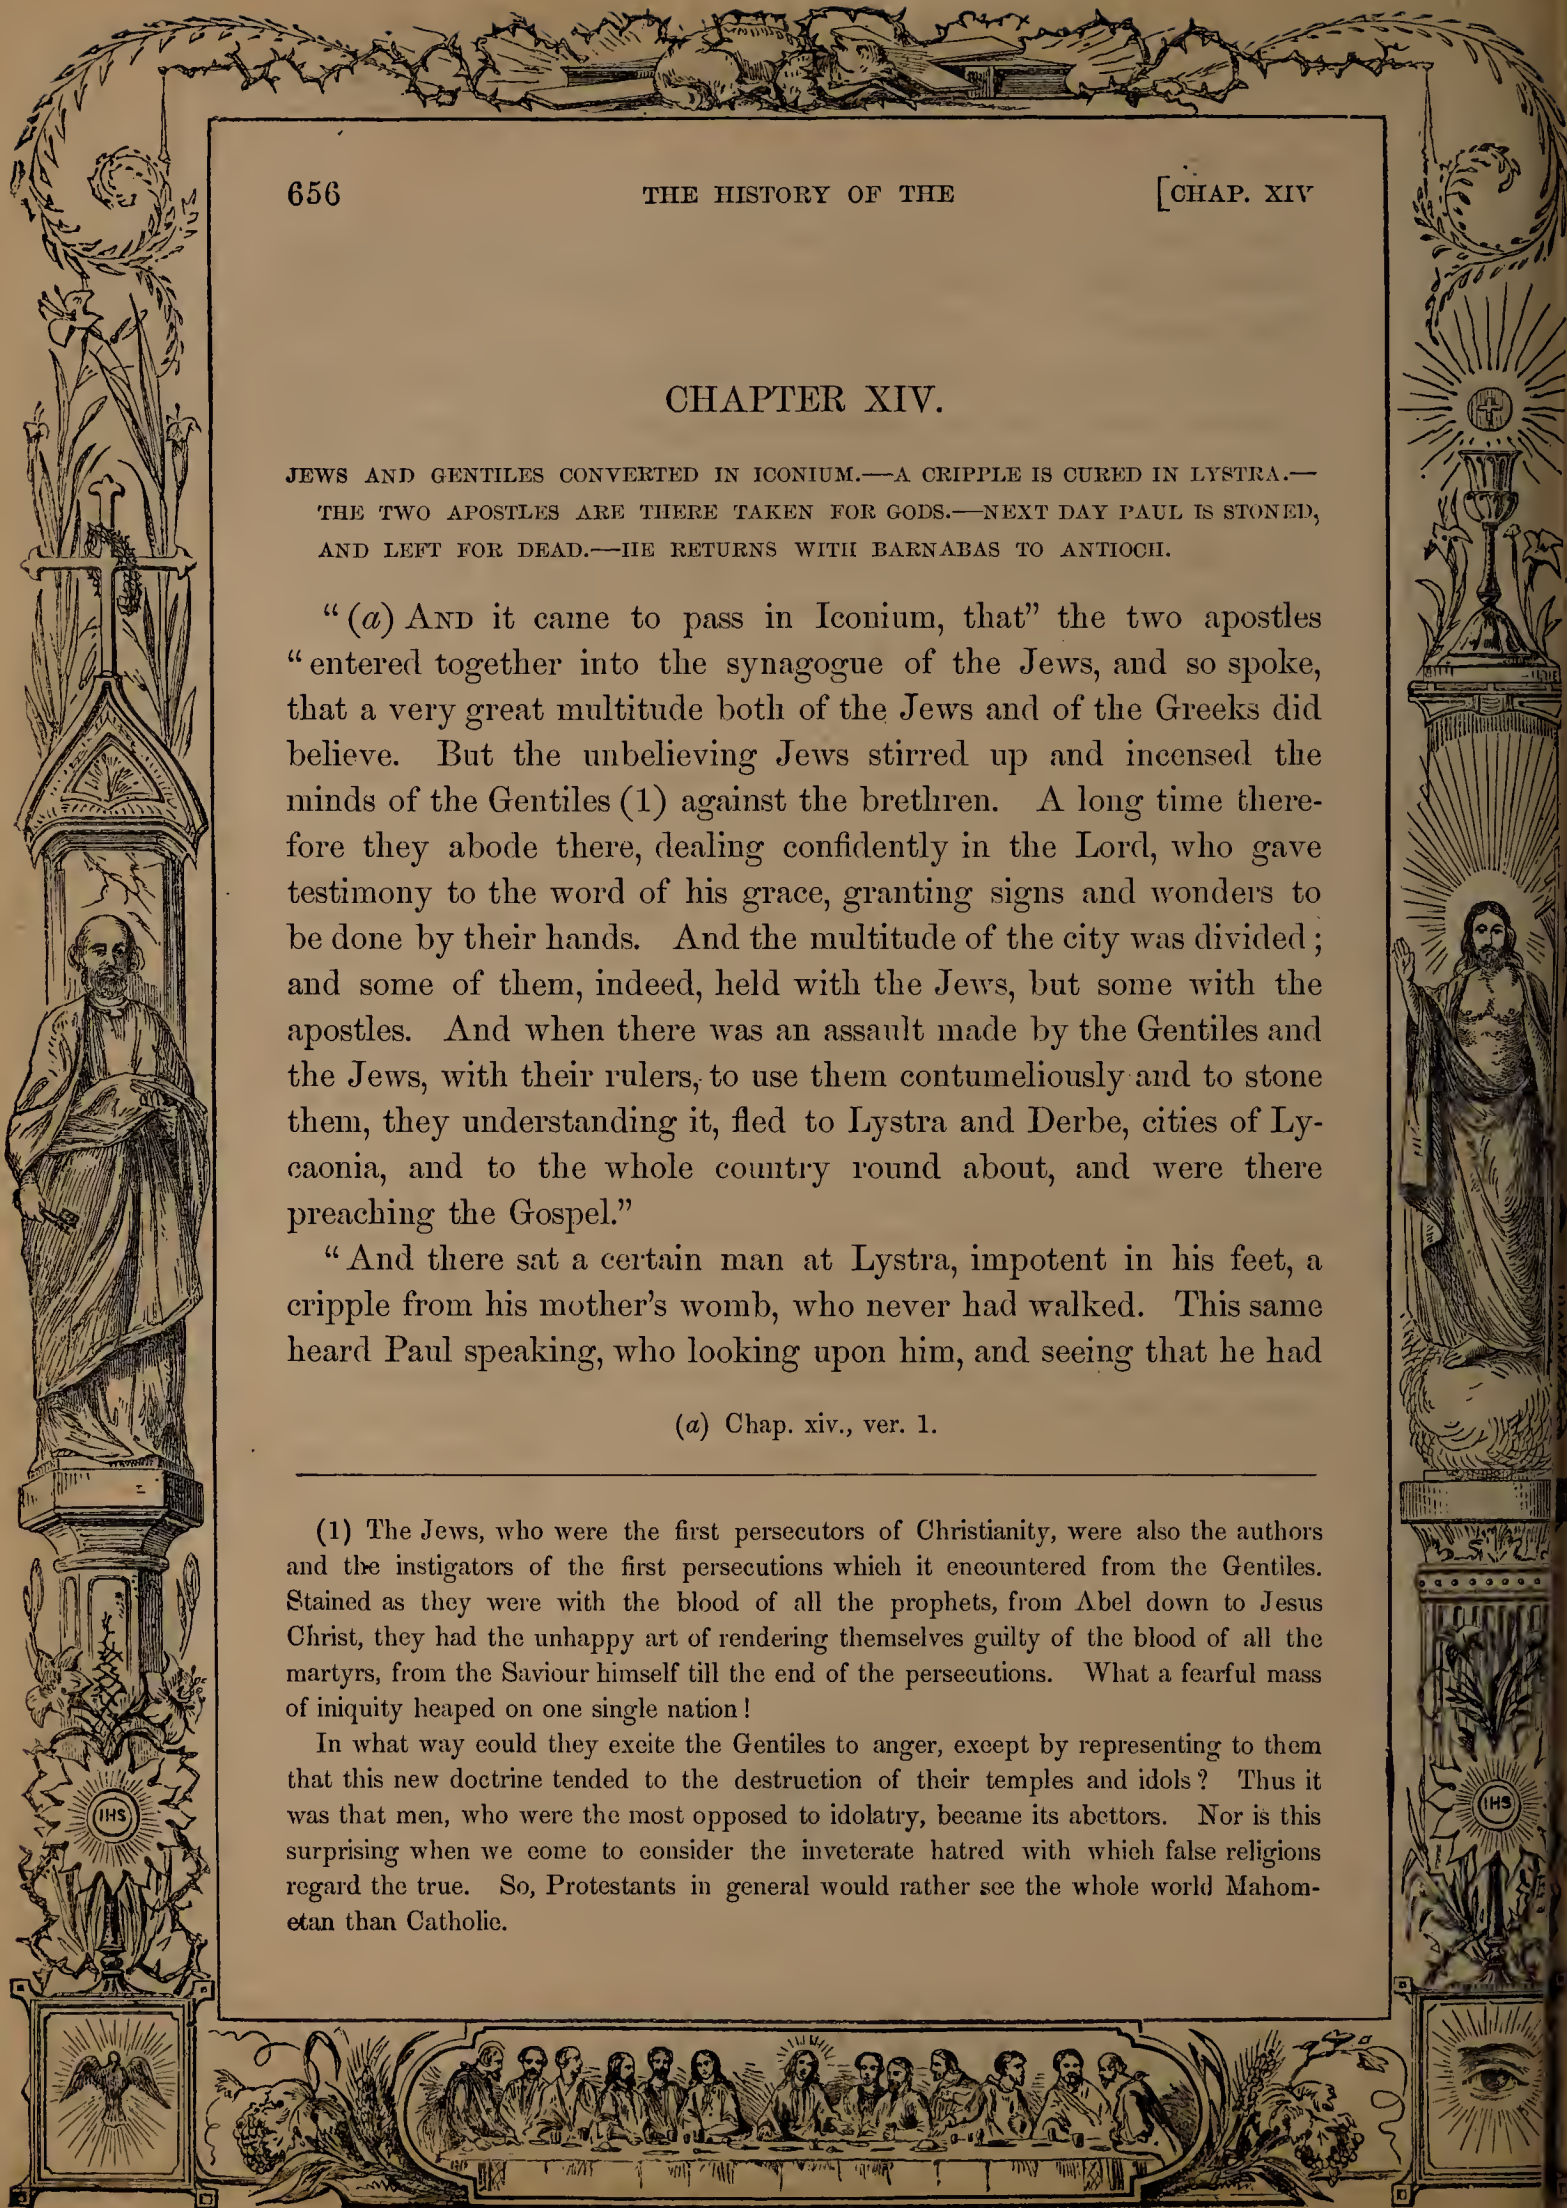 656 THE HISTORY OF THE [CHAP. XIV
CHAPTER XIV.
JEWS AND GENTILES CONVERTED IN ICONIUM.—A CRIPPLE IS CURED IN LYSTRA.—
THE TWO APOSTLES ARE THERE TAKEN FOR GODS.—NEXT DAY PAUL IS STONED,
AND LEFT FOR DEAD.—HE RETURNS WITH BARNABAS TO ANTIOCH.
“(a) AND it came to pass in Iconium, that” the two apostles
“entered together into the synagogue of the Jews, and so spoke,
that a very great multitude both of the Jews and of the Greeks did
believe. But the unbelieving Jews stirred up and incensed the
minds of the Gentiles (1) against the brethren. A long time there-
fore they abode there, dealing confidently in the Lord, who gave
testimony to the word of his grace, granting signs and wonders to
be done by their hands. And the multitude of the city was divided;
and some of them, indeed, held with the Jews, but some with the
apostles. And when there was an assault made by the Gentiles and
the Jews, with their rulers, to use them contumeliously and to stone
them, they understanding it, fled to Lystra and Derbe, cities of Ly-
caonia, and to the whole country round about, and were there
preaching the Gospel.”
“And there sat a certain man at Lystra, impotent in his feet, a
cripple from his mother’s womb, who never had walked. This same
heard Paul speaking, who looking upon him, and seeing that he had
(a) Chap. xiv., ver. 1.
(1) The Jews, who were the first persecutors of Christianity, were also the authors
and the instigators of the first persecutions which it encountered from the Gentiles.
Stained as they were with the blood of all the prophets, from Abel down to Jesus
Christ, they had the unhappy art of rendering themselves guilty of the blood of all the
martyrs, from the Saviour himself till the end of the persecutions. What a fearful mass
of iniquity heaped on one single nation!
In what way could they excite the Gentiles to anger, except by representing to them
that this new doctrine tended to the destruction of their temples and idols? Thus it
was that men, who were the most opposed to idolatry, became its abettors. Nor is this
surprising when we come to consider the inveterate hatred with which false religions
regard the true. So, Protestants in general would rather see the whole world Mahom-
etan than Catholic.
IHS
IHS